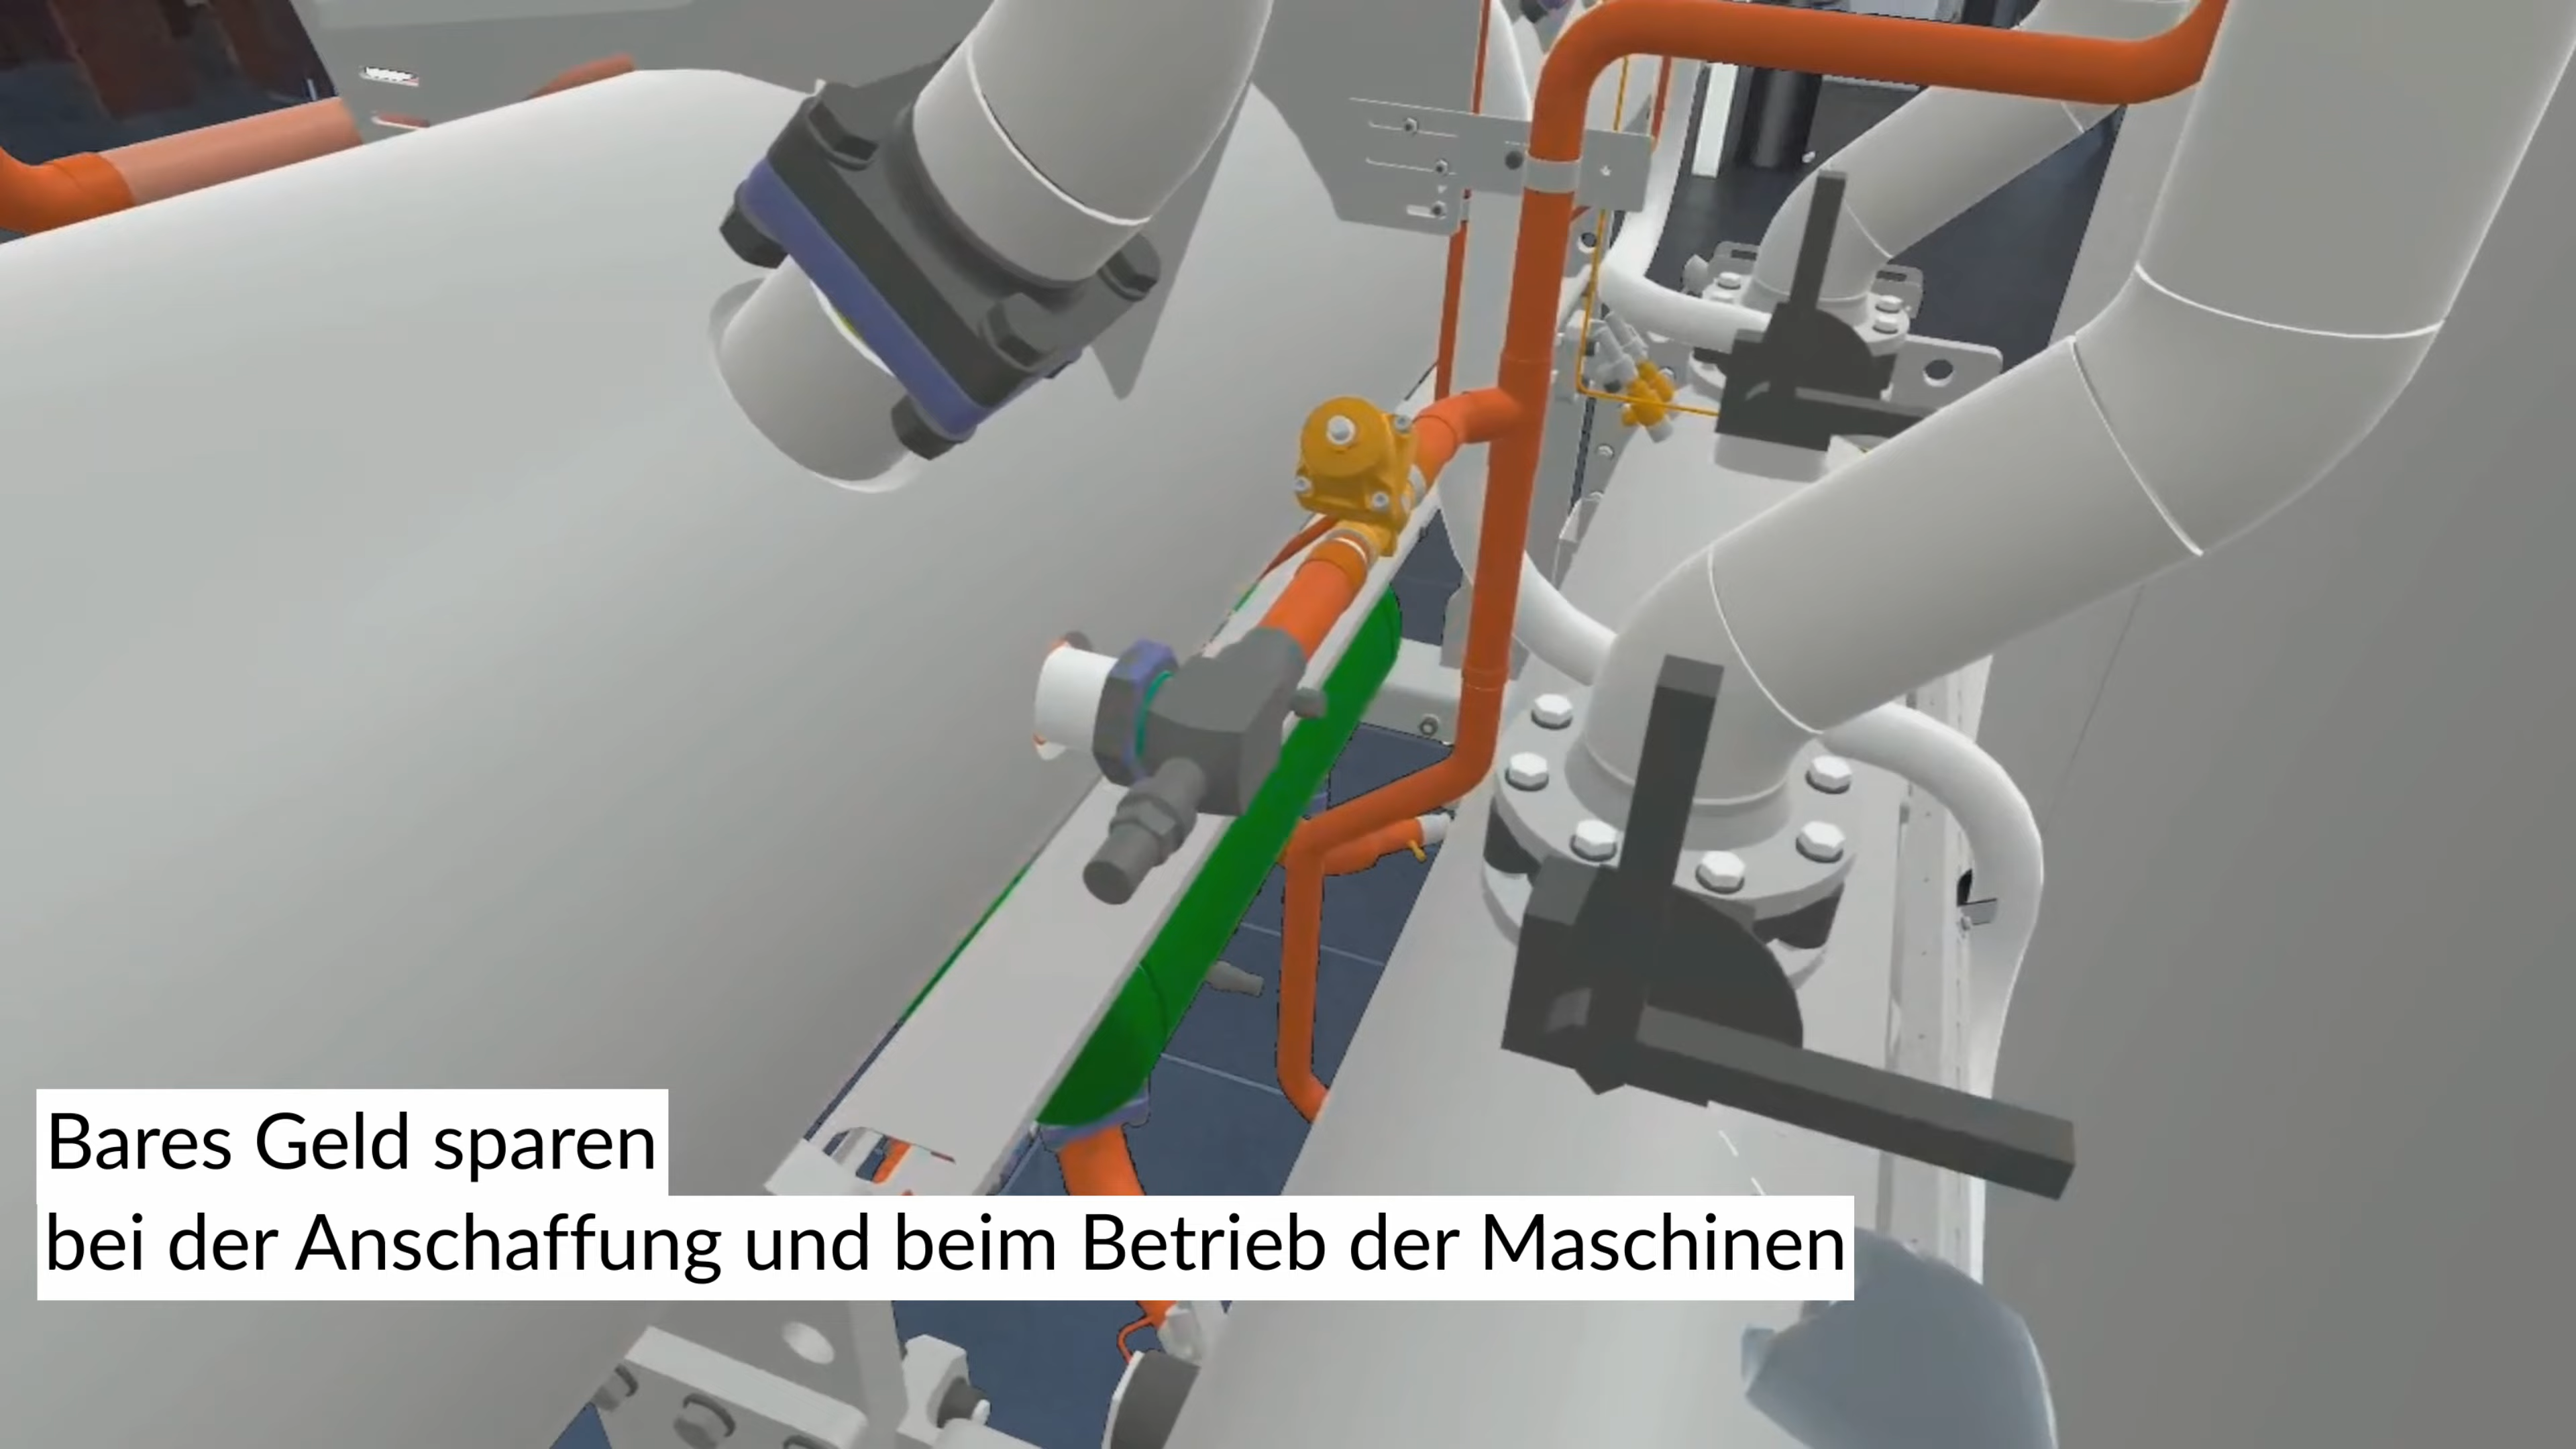 Bares Geld sparen
bei der Anschaffung und beim Betrieb der Maschinen